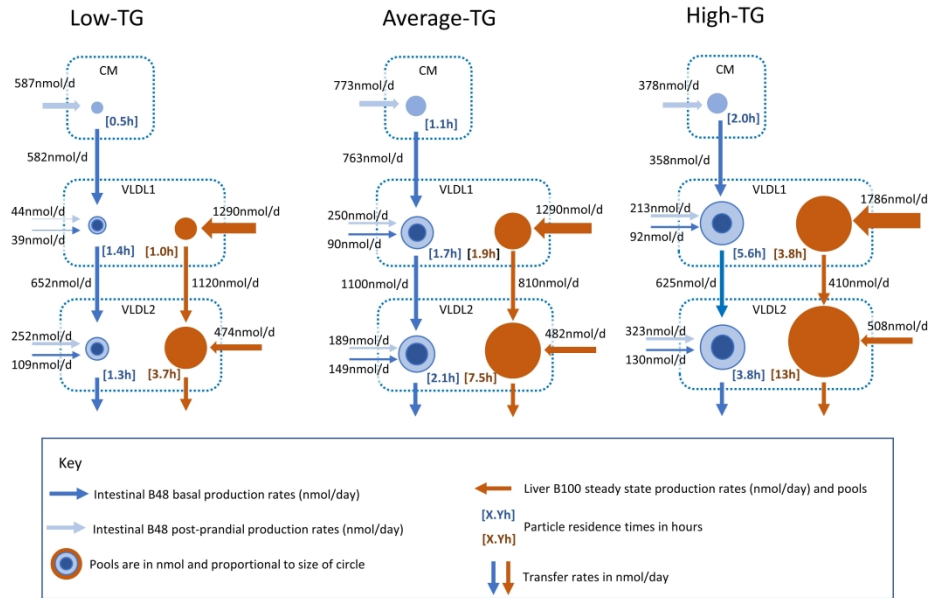 Low-TG
Average-TG
High-TG
CM
587nmol/d
[0.5h]
582nmol/d
VLDL1
44nmol/d
39nmol/d
1290nmol/d
[1.4h]
[1.0h]
652nmol/d
1120nmol/d
VLDL2
252nmol/d
109nmol/d
474nmol/d
[1.3h]
[3.7h]
CM
773nmol/d
[1.1h]
763nmol/d
VLDL1
250nmol/d
90nmol/d
1290nmol/d
[1.7h]
[1.9h]
1100nmol/d
810nmol/d
VLDL2
189nmol/d
149nmol/d
482nmol/d
[2.1h]
[7.5h]
CM
378nmol/d
[2.0h]
358nmol/d
VLDL1
213nmol/d
92nmol/d
1786nmol/d
[5.6h]
[3.8h]
625nmol/d
410nmol/d
VLDL2
323nmol/d
130nmol/d
508nmol/d
[3.8h]
[13h]
Key
Intestinal B48 basal production rates (nmol/day)
Intestinal B48 post-prandial production rates (nmol/day)
Pools are in nmol and proportional to size of circle
Liver B100 steady state production rates (nmol/day) and pools
[X.Yh]
[X.Yh]
Particle residence times in hours
Transfer rates in nmol/day